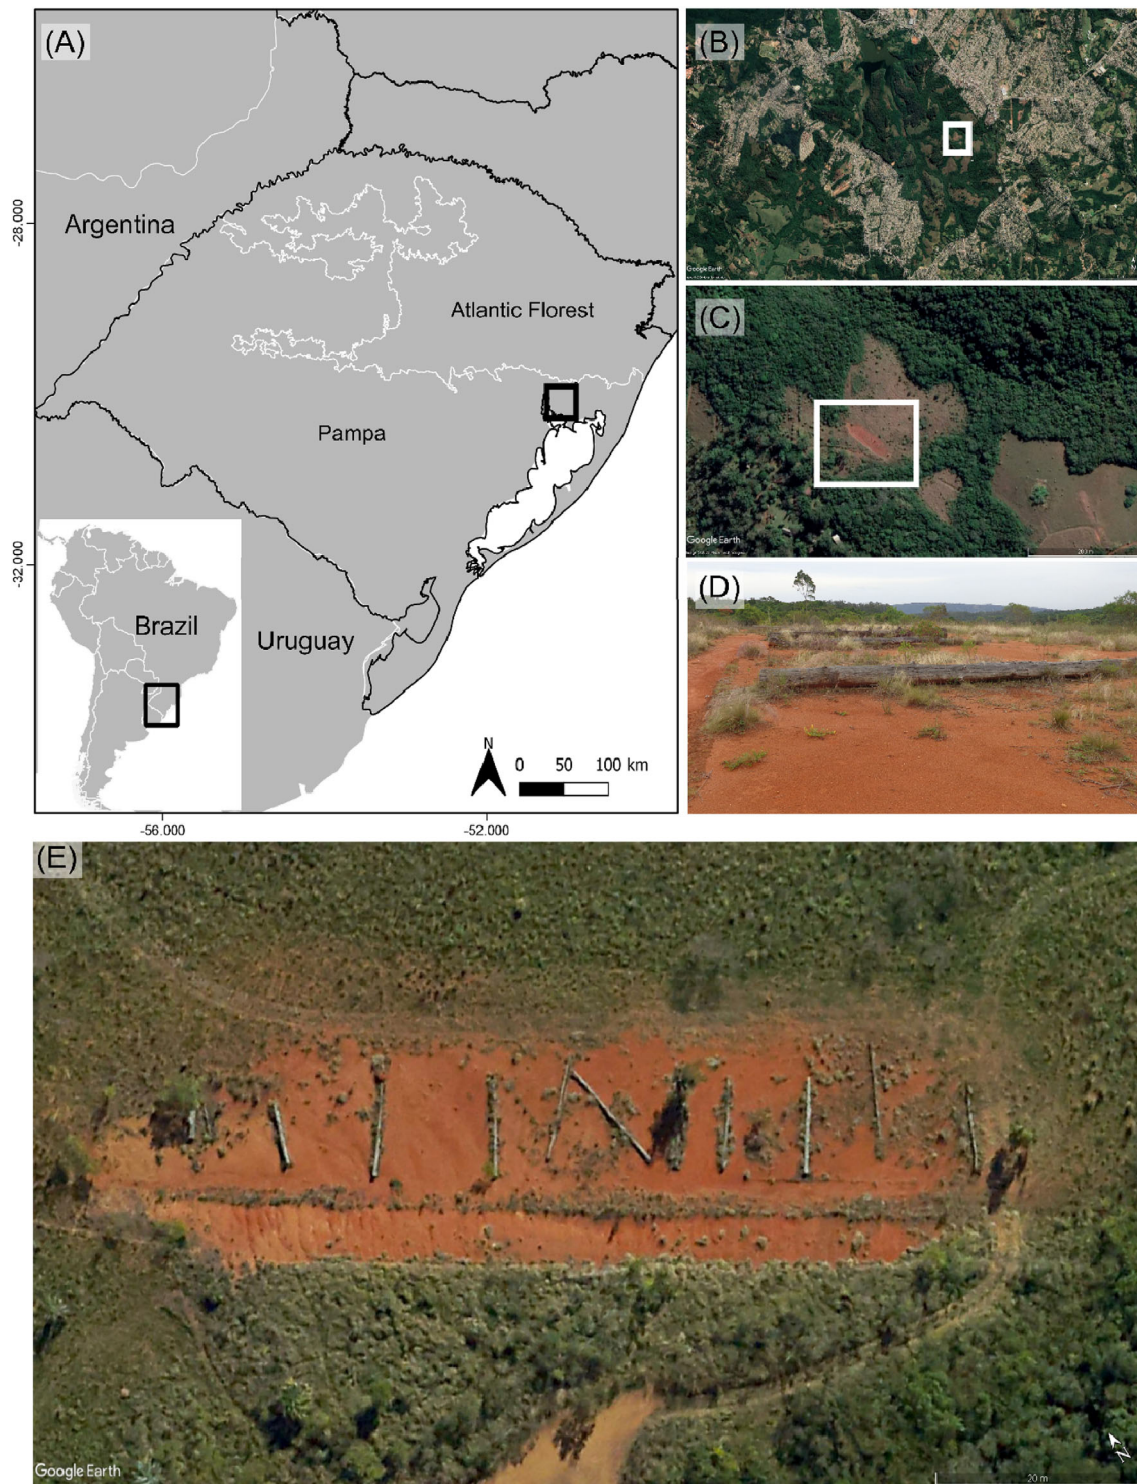 (A)
Argentina
Atlantic Florest
Pampa
Brazil
Uruguay
N
0 50 100 km
-28.000
-32.000
-56.000
-52.000
(B)
Google Earth
(C)
Google Earth
(D)
(E)
Google Earth
N
20 m